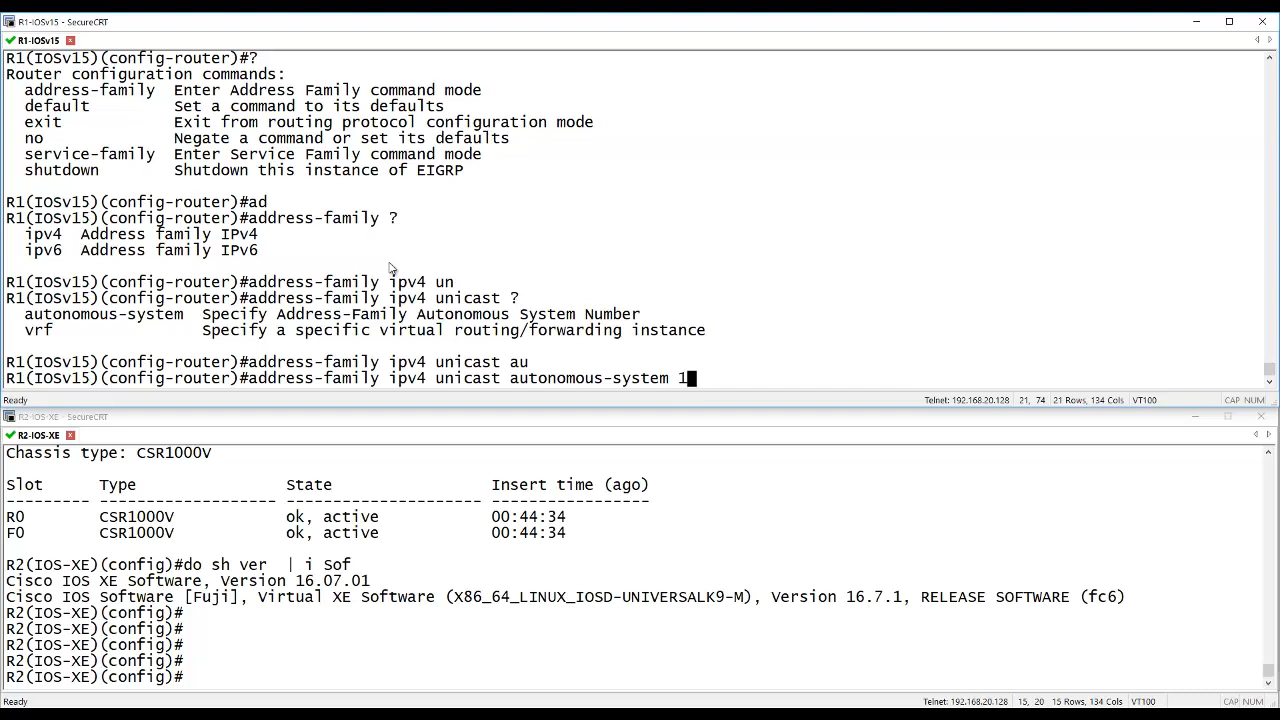 R1-IOSv15 - SecureCRT
R1-IOSv15
R1(IOSv15)(config-router)#?
Router configuration commands:
  address-family  Enter Address Family command mode
  default         Set a command to its defaults
  exit            Exit from routing protocol configuration mode
  no              Negate a command or set its defaults
  service-family  Enter Service Family command mode
  shutdown        Shutdown this instance of EIGRP
R1(IOSv15)(config-router)#ad
R1(IOSv15)(config-router)#address-family ?
  ipv4  Address family IPv4
  ipv6  Address family IPv6
R1(IOSv15)(config-router)#address-family ipv4 un
R1(IOSv15)(config-router)#address-family ipv4 unicast ?
  autonomous-system  Specify Address-Family Autonomous System Number
  vrf                Specify a specific virtual routing/forwarding instance
R1(IOSv15)(config-router)#address-family ipv4 unicast au
R1(IOSv15)(config-router)#address-family ipv4 unicast autonomous-system 1
Ready Telnet: 192.168.20.128 21, 74 21 Rows, 134 Cols VT100 CAP NUM
R2-IOS-XE - SecureCRT
R2-IOS-XE
Chassis type: CSR1000V
Slot      Type                State                 Insert time (ago)
--------- ------------------- --------------------- -----------------
R0        CSR1000V            ok, active            00:44:34
F0        CSR1000V            ok, active            00:44:34
R2(IOS-XE)(config)#do sh ver  | i Sof
Cisco IOS XE Software, Version 16.07.01
Cisco IOS Software [Fuji], Virtual XE Software (X86_64_LINUX_IOSD-UNIVERSALK9-M), Version 16.7.1, RELEASE SOFTWARE (fc6)
R2(IOS-XE)(config)#
R2(IOS-XE)(config)#
R2(IOS-XE)(config)#
R2(IOS-XE)(config)#
R2(IOS-XE)(config)#
Ready Telnet: 192.168.20.128 15, 20 15 Rows, 134 Cols VT100 CAP NUM